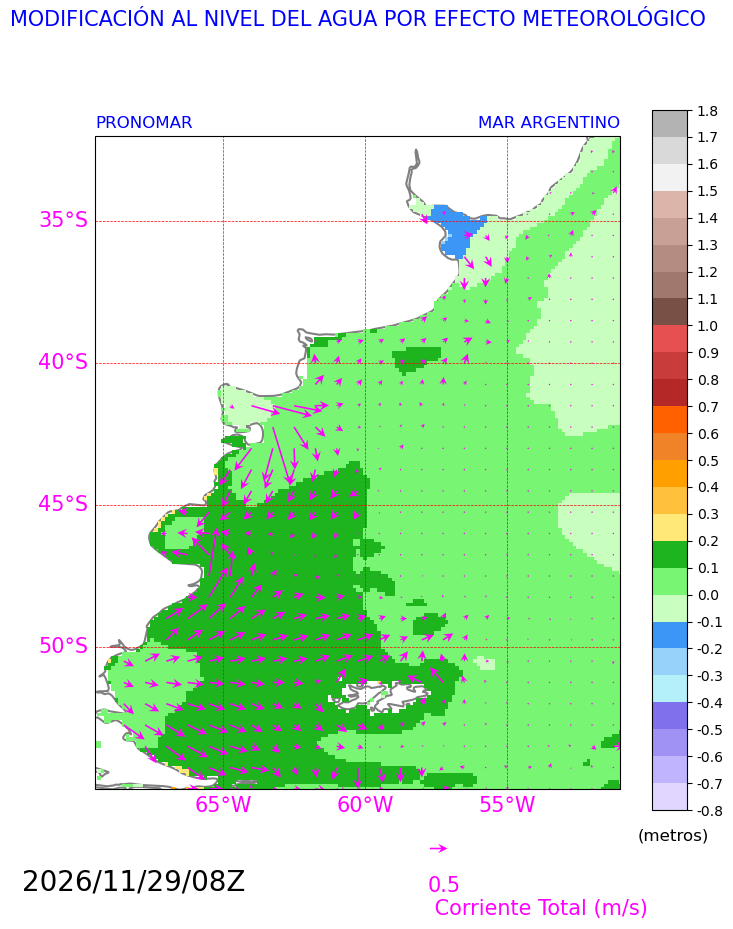 MODIFICACIÓN AL NIVEL DEL AGUA POR EFECTO METEOROLÓGICO
PRONOMAR MAR ARGENTINO
35°S
40°S
45°S
50°S
65°W 60°W 55°W
1.8
1.7
1.6
1.5
1.4
1.3
1.2
1.1
1.0
0.9
0.8
0.7
0.6
0.5
0.4
0.3
0.2
0.1
0.0
-0.1
-0.2
-0.3
-0.4
-0.5
-0.6
-0.7
-0.8
(metros)
2026/11/29/08Z
0.5
Corriente Total (m/s)